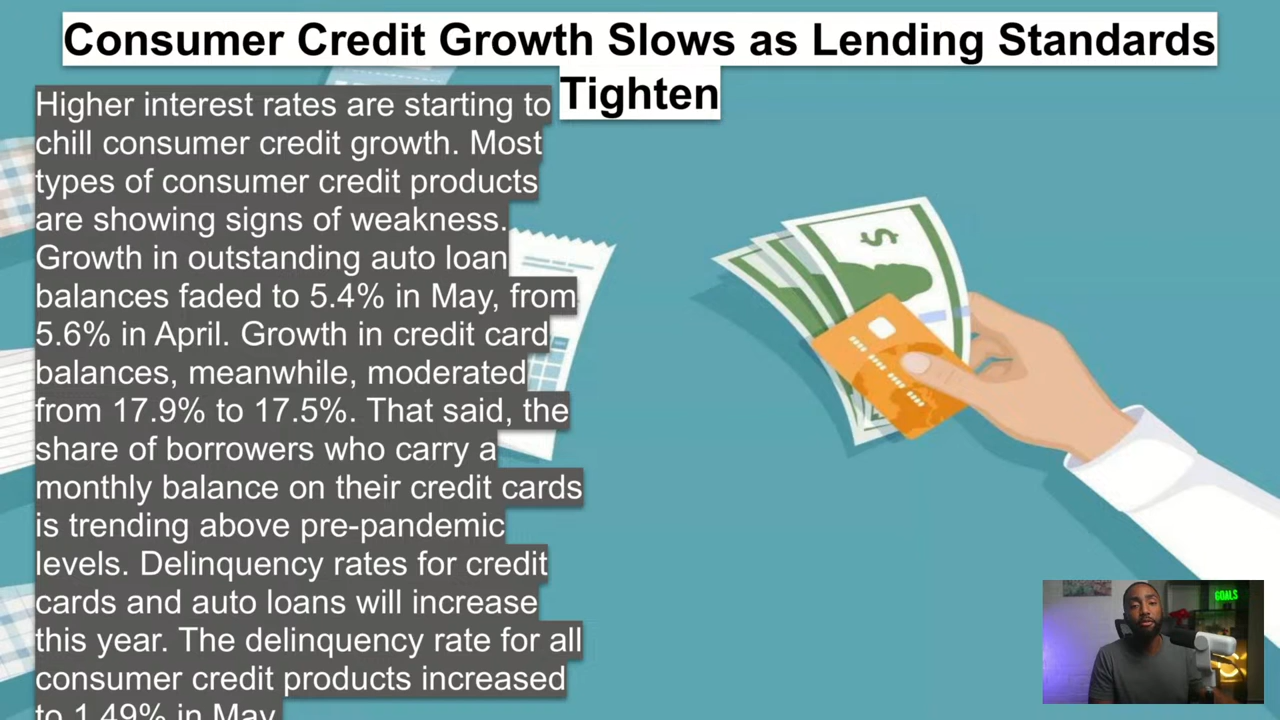 Consumer Credit Growth Slows as Lending Standards
Tighten
Higher interest rates are starting to
chill consumer credit growth. Most
types of consumer credit products
are showing signs of weakness.
Growth in outstanding auto loan
balances faded to 5.4% in May, from
5.6% in April. Growth in credit card
balances, meanwhile, moderated
from 17.9% to 17.5%. That said, the
share of borrowers who carry a
monthly balance on their credit cards
is trending above pre-pandemic
levels. Delinquency rates for credit
cards and auto loans will increase
this year. The delinquency rate for all
consumer credit products increased
to 1.49% in May
$
GOALS